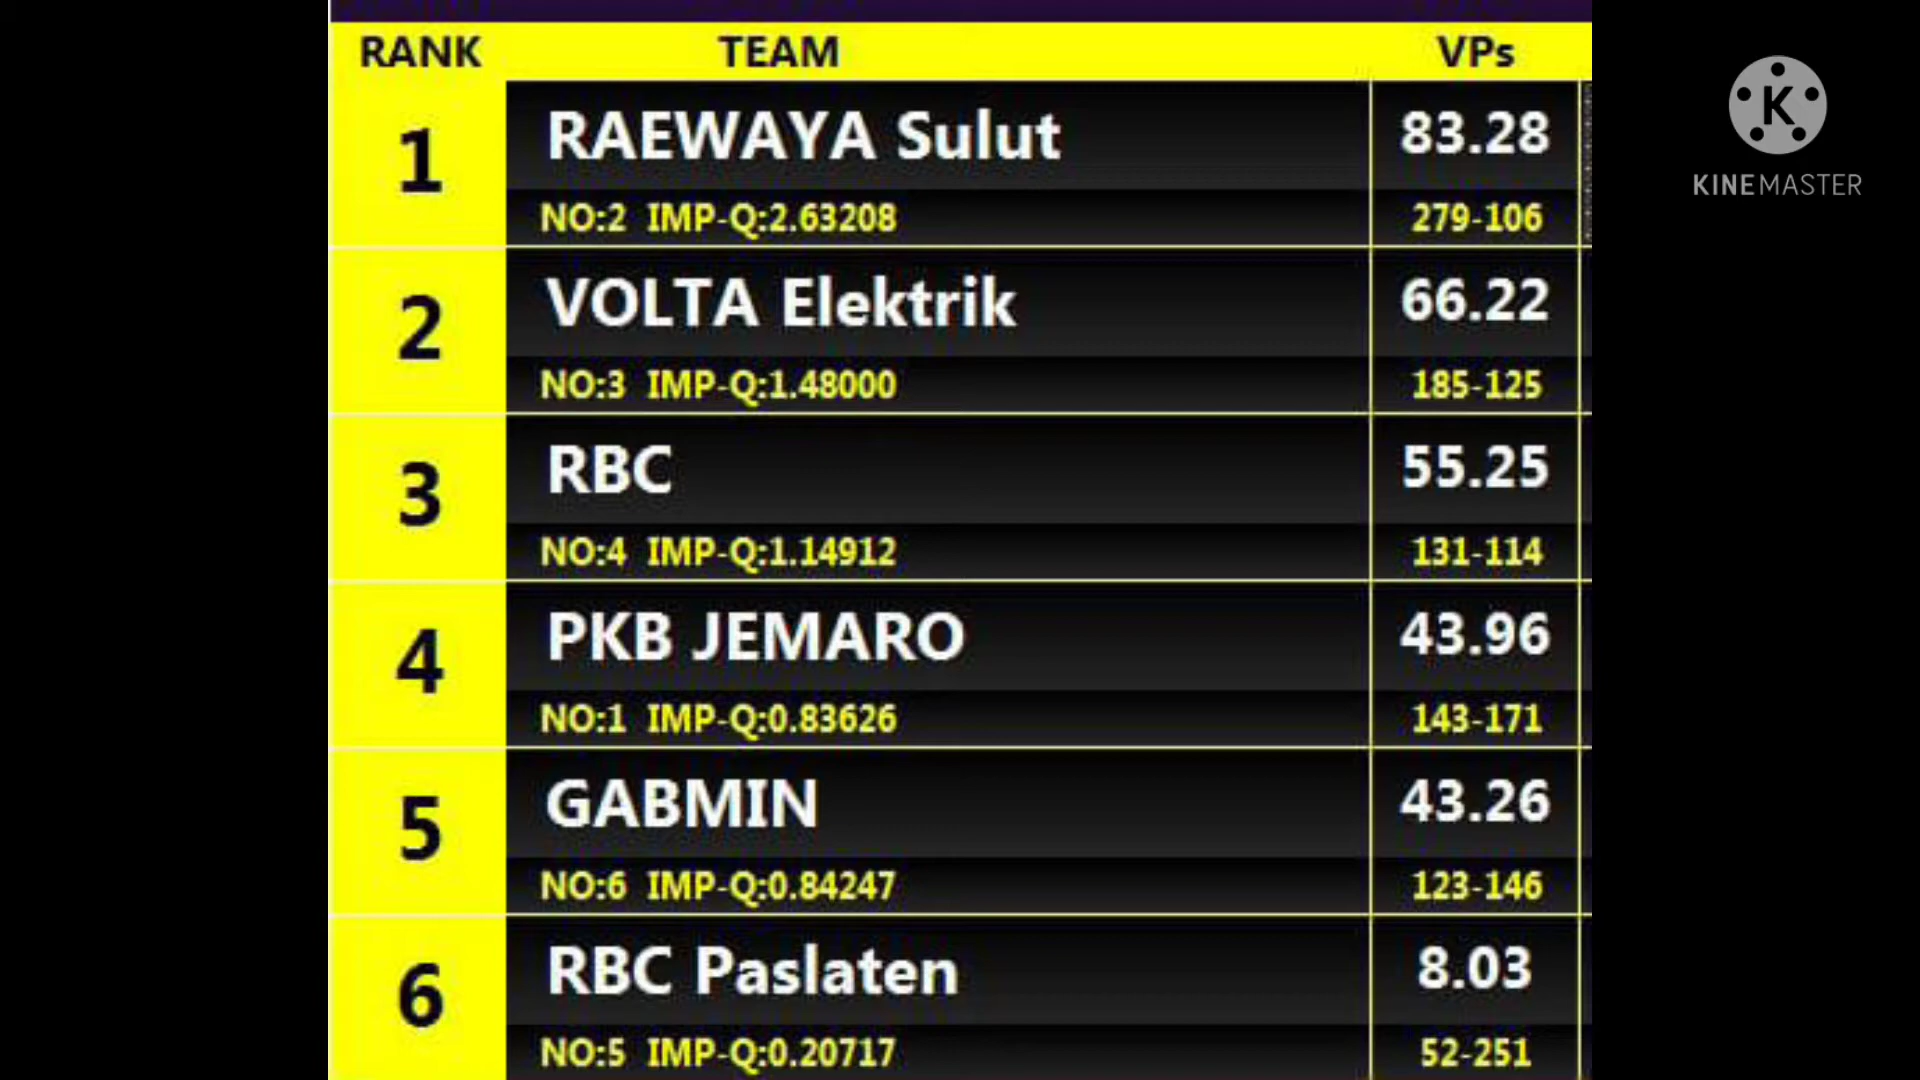 RANK TEAM VPs
1 RAEWAYA Sulut 83.28
NO:2 IMP-Q:2.63208 279-106
2 VOLTA Elektrik 66.22
NO:3 IMP-Q:1.48000 185-125
3 RBC 55.25
NO:4 IMP-Q:1.14912 131-114
4 PKB JEMARO 43.96
NO:1 IMP-Q:0.83626 143-171
5 GABMIN 43.26
NO:6 IMP-Q:0.84247 123-146
6 RBC Paslaten 8.03
NO:5 IMP-Q:0.20717 52-251
K
KINEMASTER